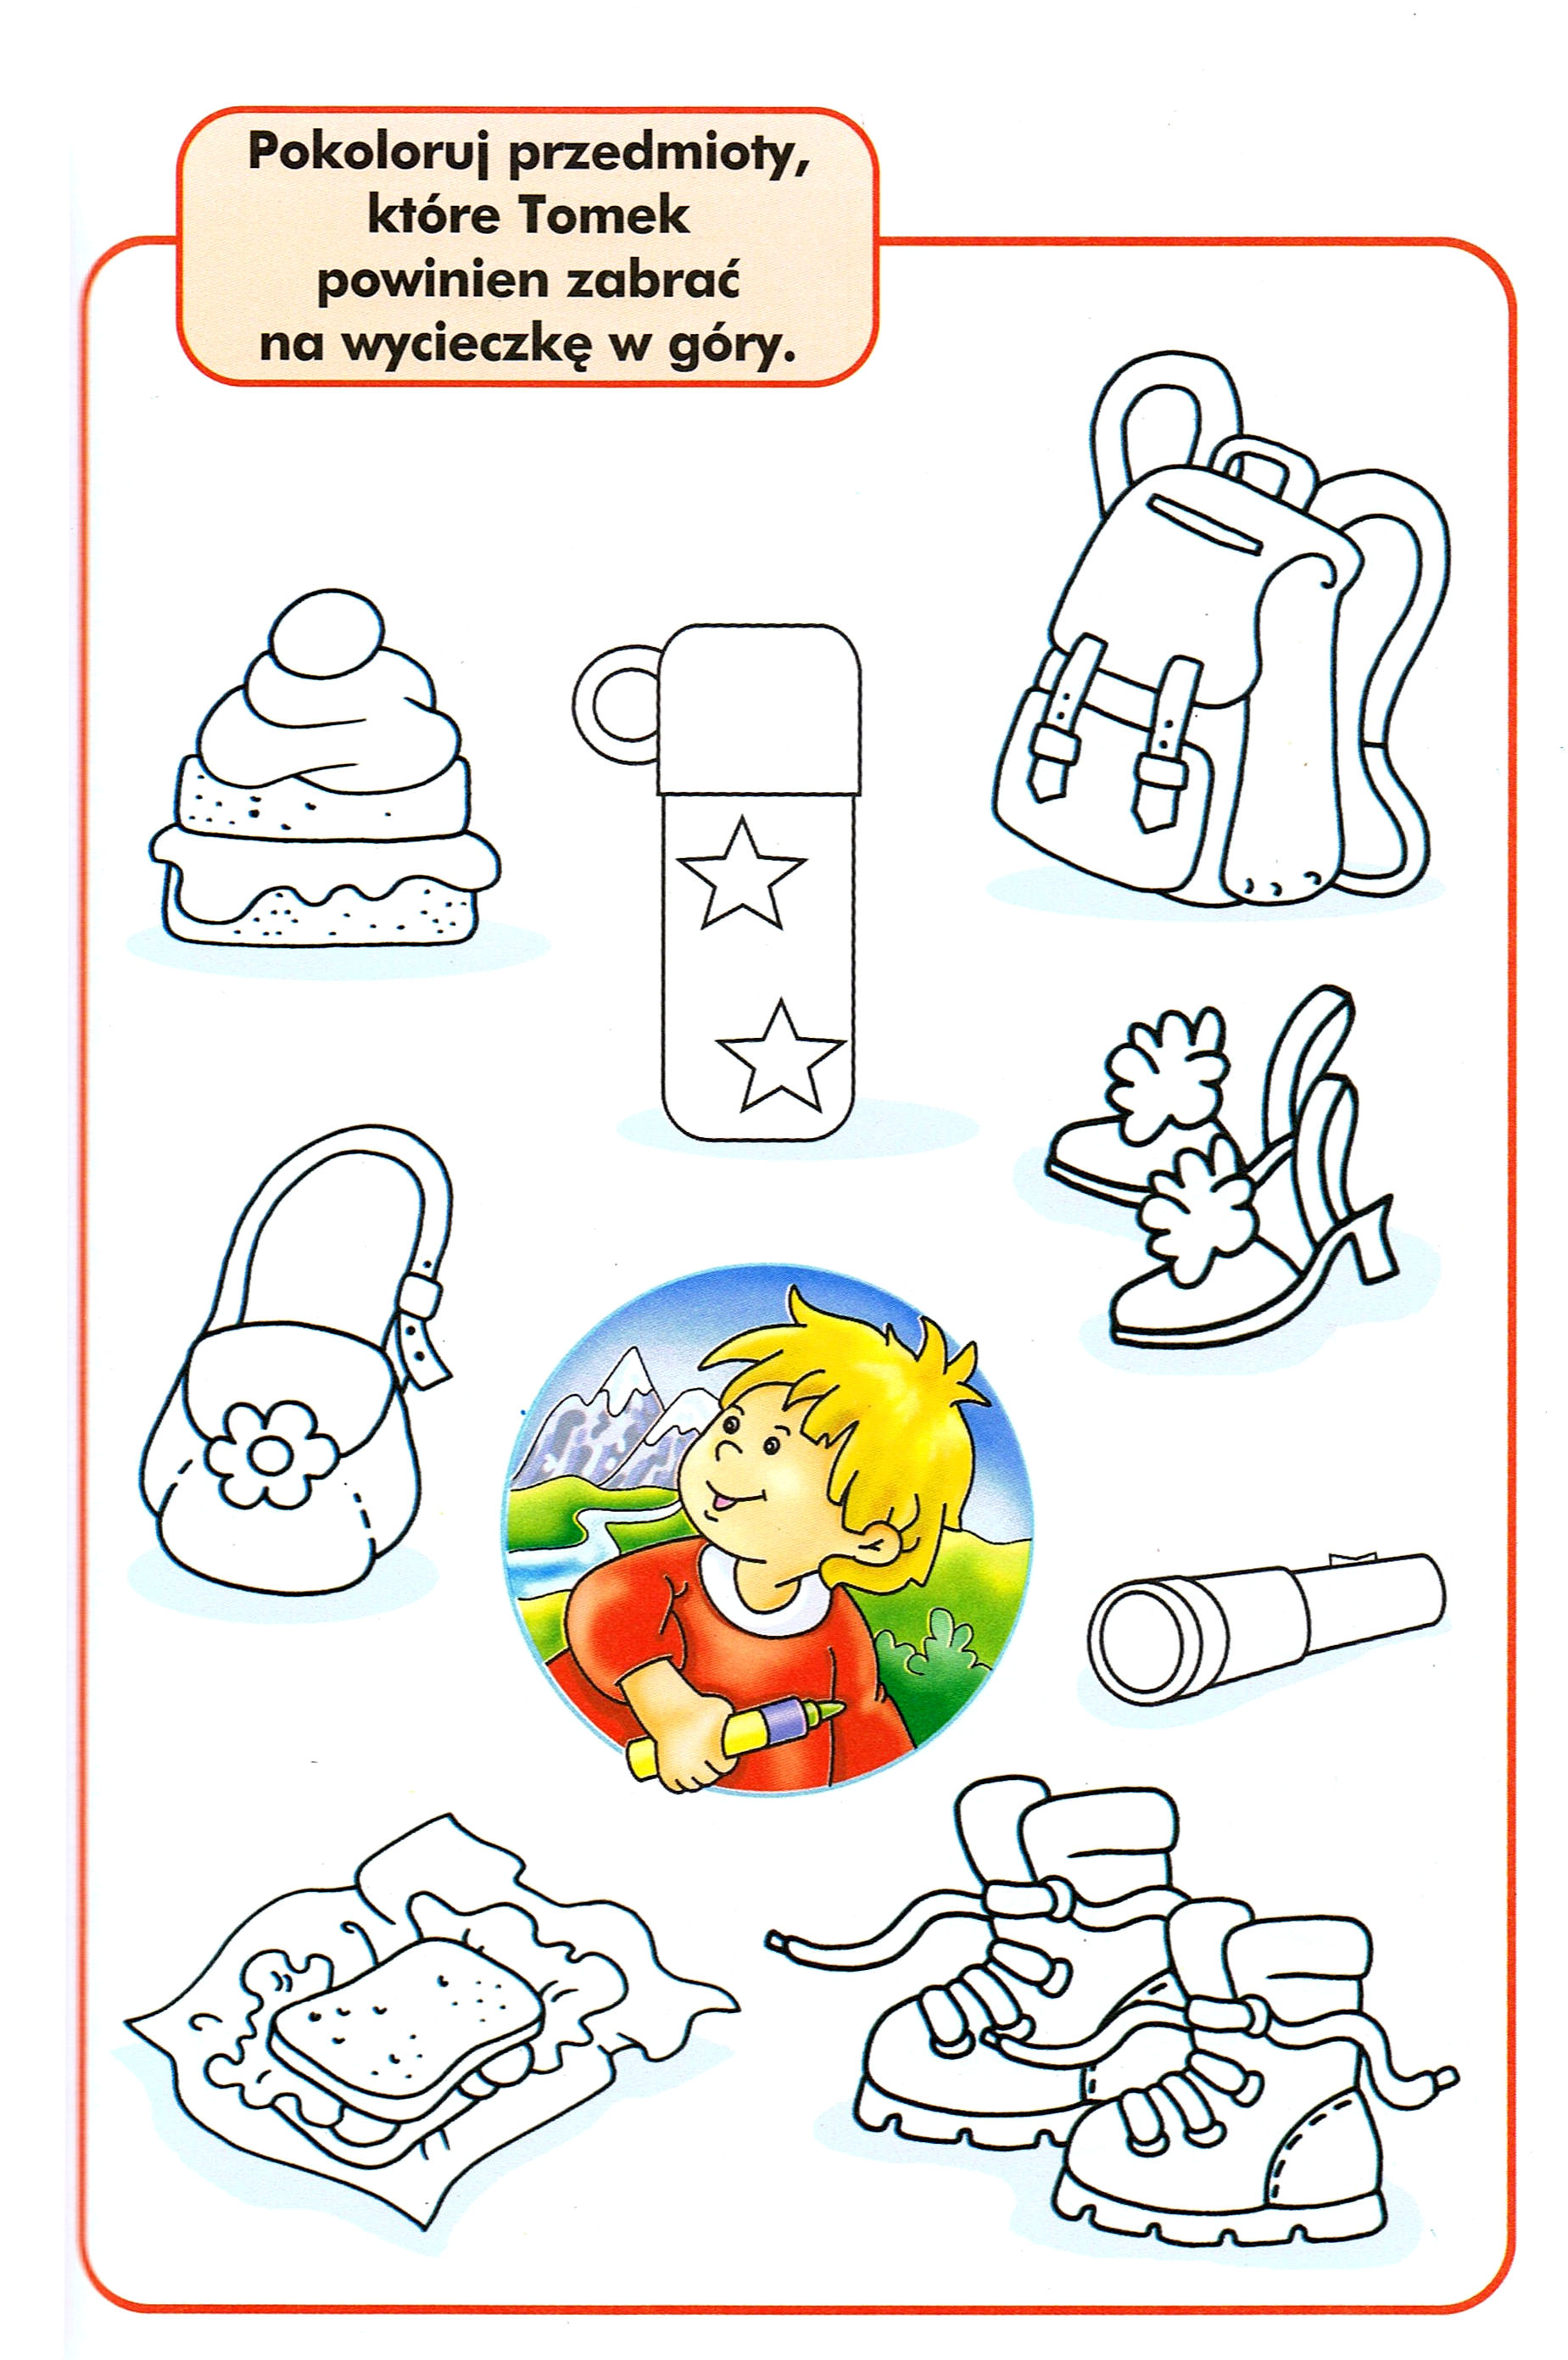 Pokoloruj przedmioty,
które Tomek
powinien zabrać
na wycieczkę w góry.